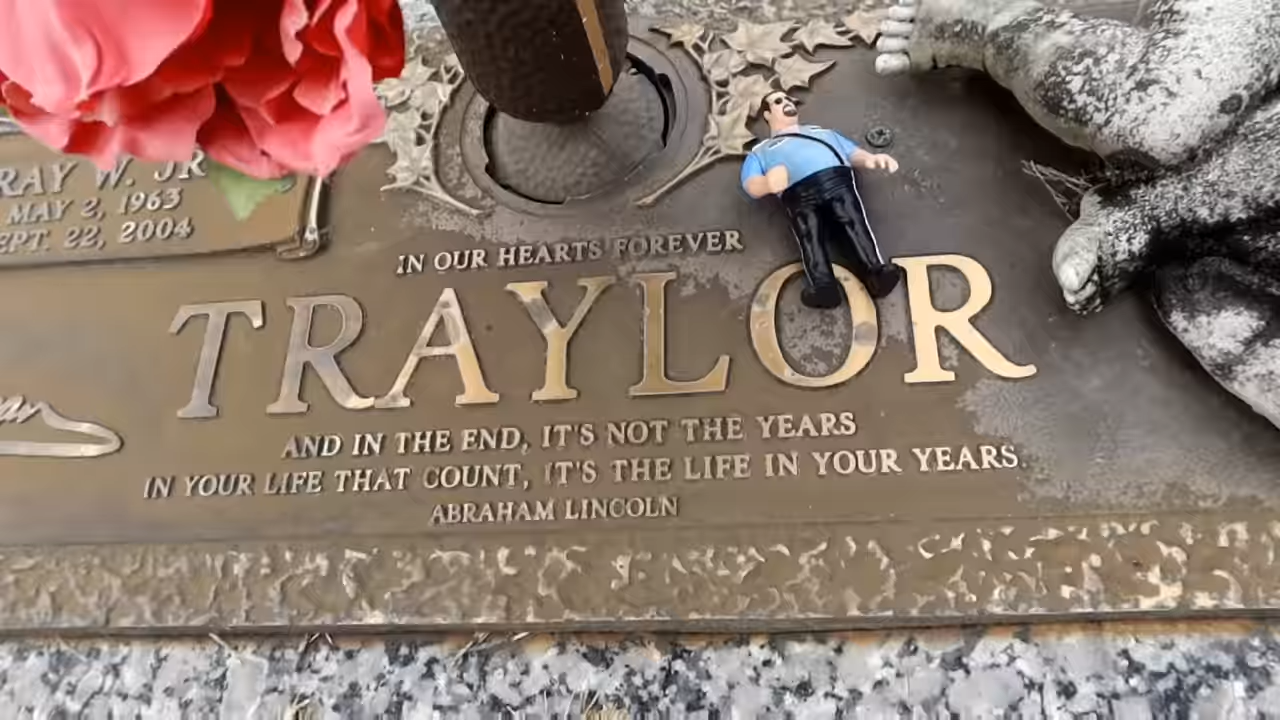 RAY W. JR
MAY 2, 1963
SEPT. 22, 2004
IN OUR HEARTS FOREVER
TRAYLOR
AND IN THE END, IT'S NOT THE YEARS
IN YOUR LIFE THAT COUNT, IT'S THE LIFE IN YOUR YEARS.
ABRAHAM LINCOLN